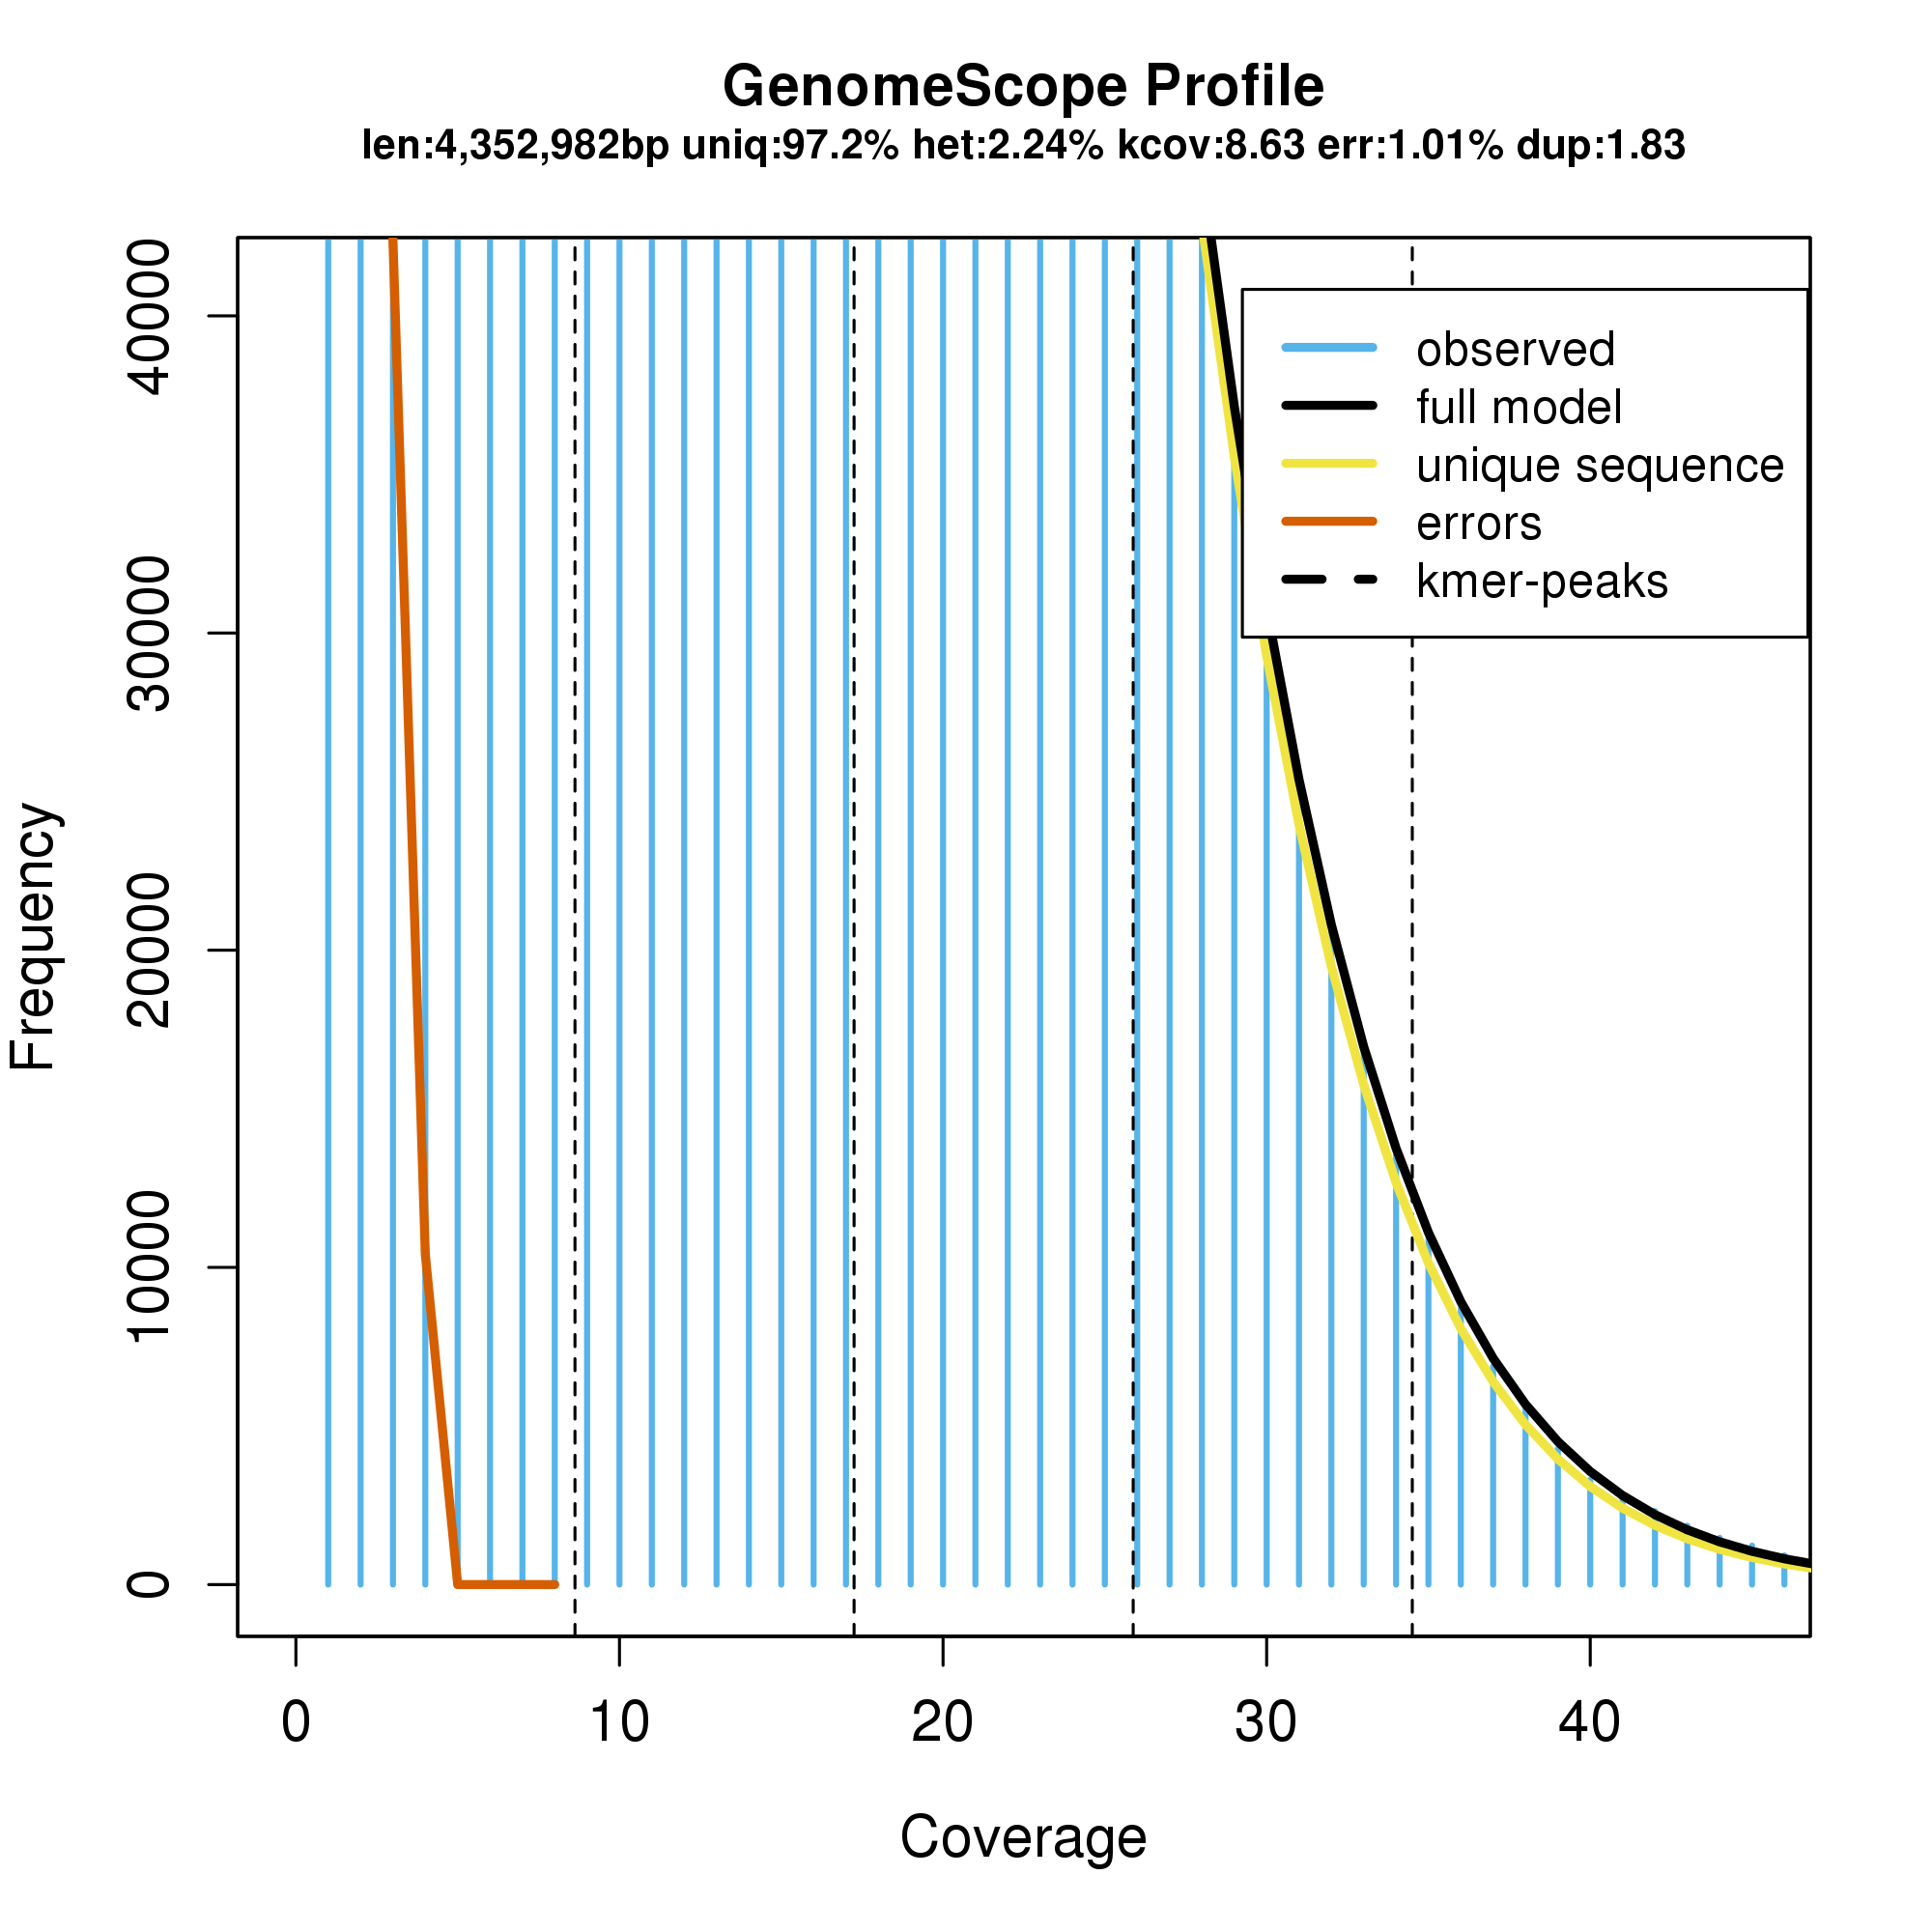 GenomeScope Profile
len:4,352,982bp uniq:97.2% het:2.24% kcov:8.63 err:1.01% dup:1.83
observed
full model
unique sequence
errors
kmer-peaks
Frequency
40000
30000
20000
10000
0
0 10 20 30 40
Coverage